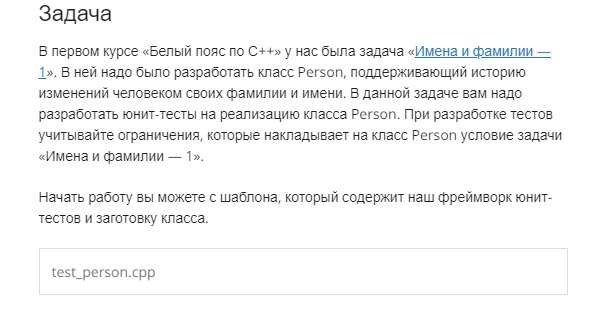 Задача
В первом курсе «Белый пояс по С++» у нас была задача «Имена и фамилии —
1». В ней надо было разработать класс Person, поддерживающий историю
изменений человеком своих фамилии и имени. В данной задаче вам надо
разработать юнит-тесты на реализацию класса Person. При разработке тестов
учитывайте ограничения, которые накладывает на класс Person условие задачи
«Имена и фамилии — 1».
Начать работу вы можете с шаблона, который содержит наш фреймворк юнит-
тестов и заготовку класса.
test_person.cpp